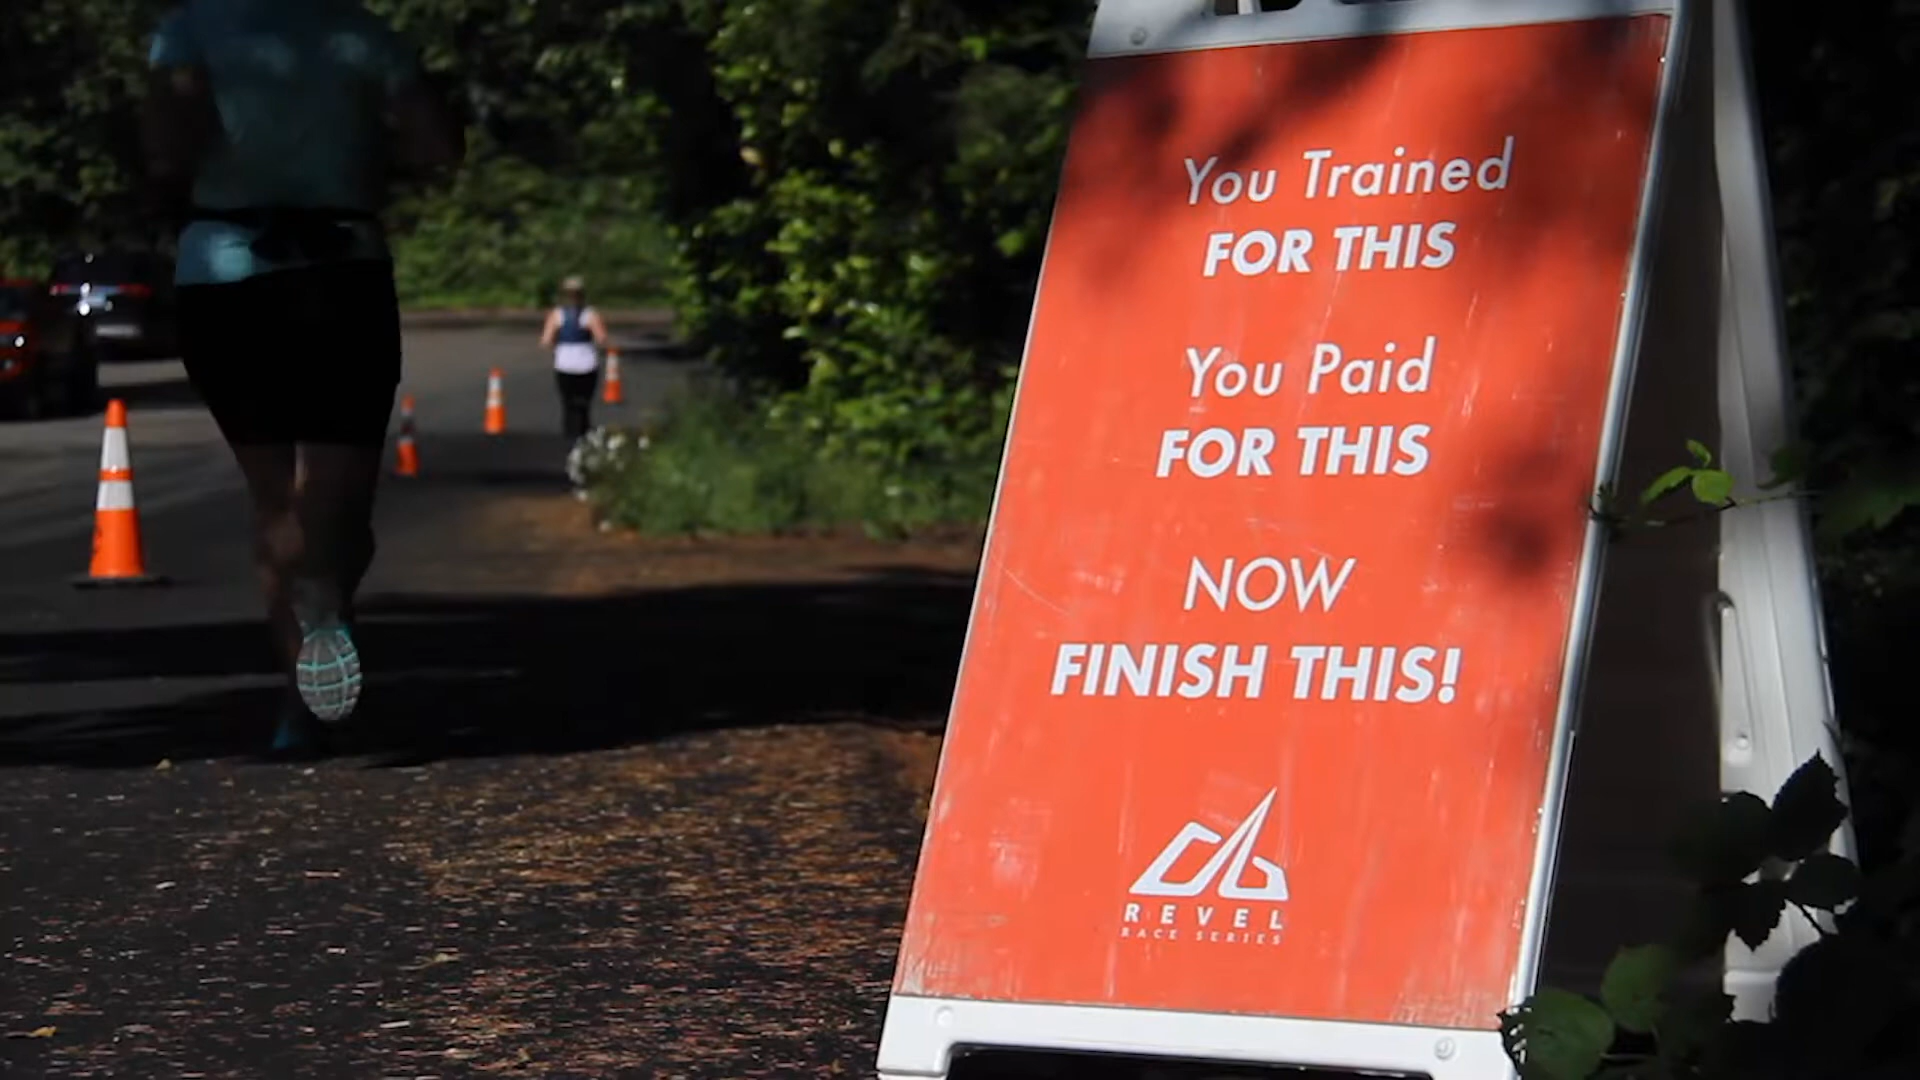 You Trained
FOR THIS
You Paid
FOR THIS
NOW
FINISH THIS!
REVEL
RACE SERIES